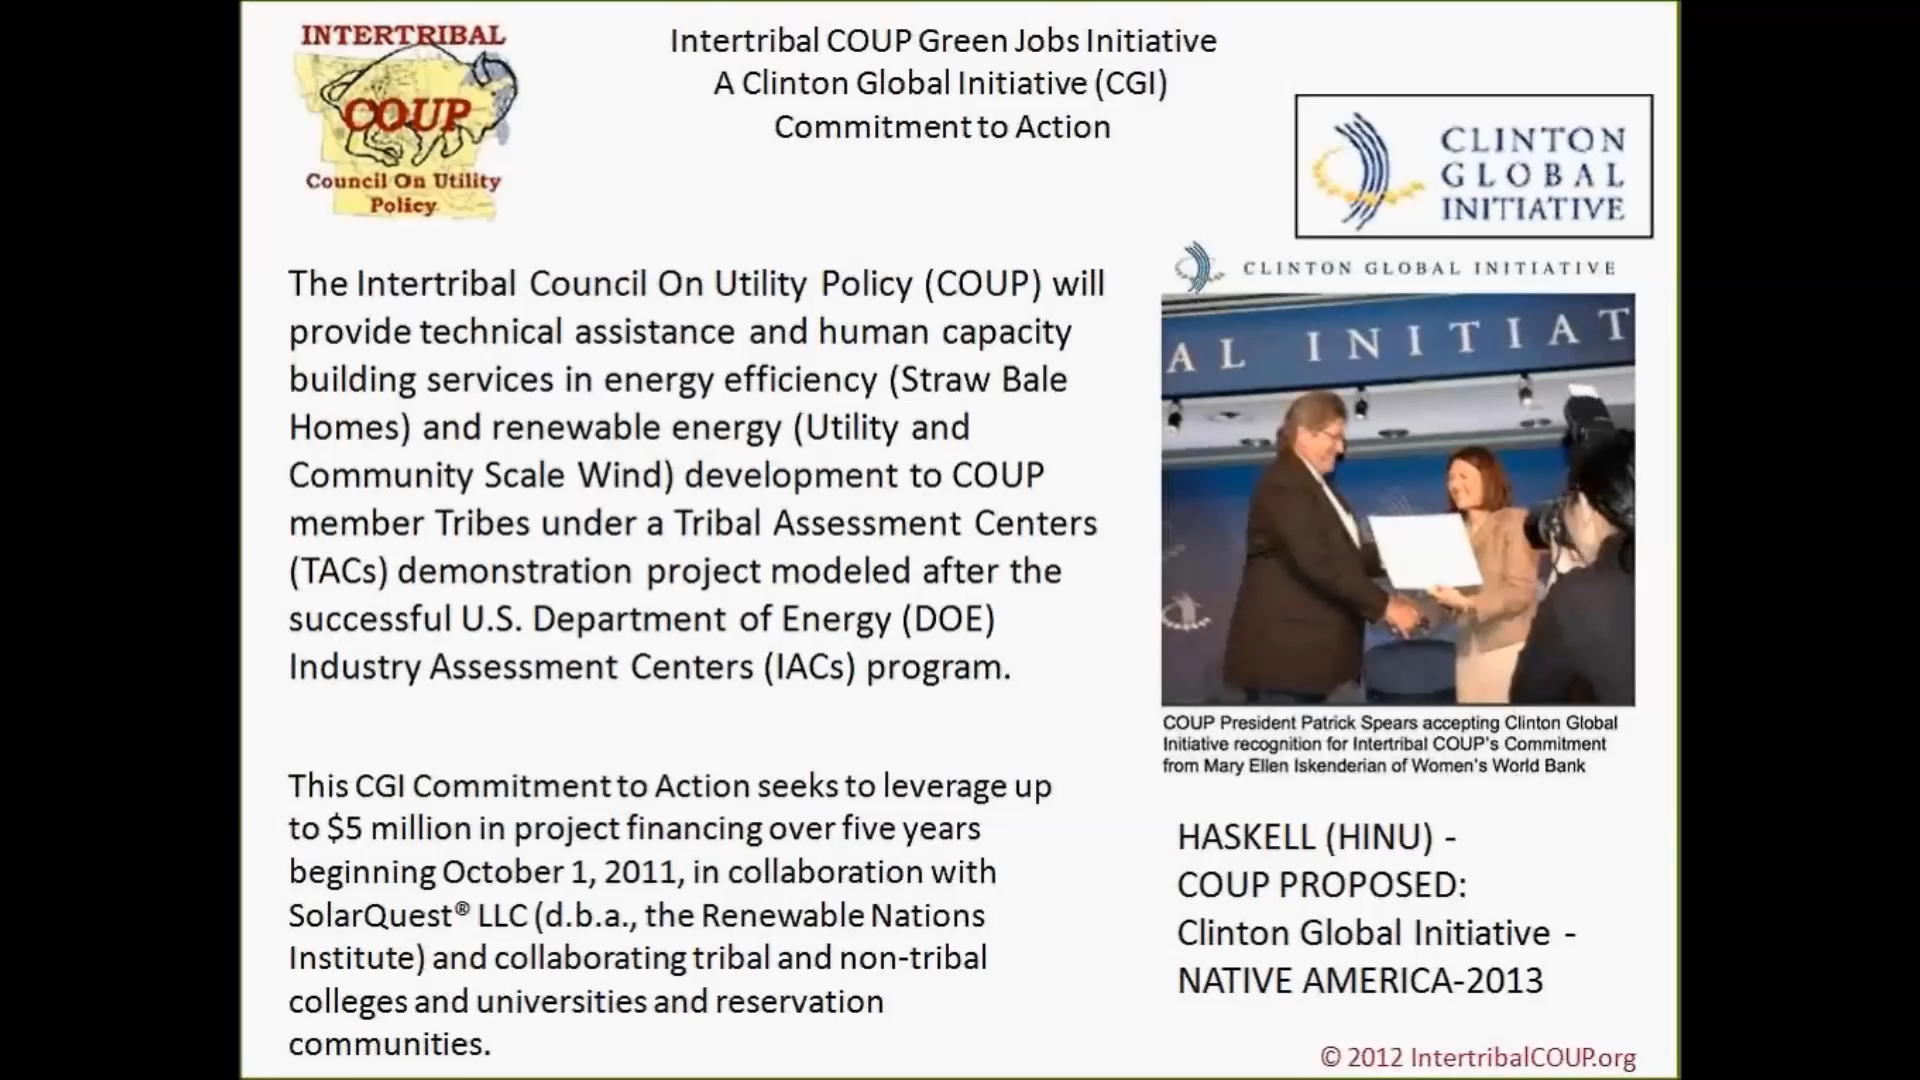 INTERTRIBAL
COUP
Council On Utility
Policy
Intertribal COUP Green Jobs Initiative
A Clinton Global Initiative (CGI)
Commitment to Action
CLINTON
GLOBAL
INITIATIVE
The Intertribal Council On Utility Policy (COUP) will
provide technical assistance and human capacity
building services in energy efficiency (Straw Bale
Homes) and renewable energy (Utility and
Community Scale Wind) development to COUP
member Tribes under a Tribal Assessment Centers
(TACs) demonstration project modeled after the
successful U.S. Department of Energy (DOE)
Industry Assessment Centers (IACs) program.
This CGI Commitment to Action seeks to leverage up
to $5 million in project financing over five years
beginning October 1, 2011, in collaboration with
SolarQuest® LLC (d.b.a., the Renewable Nations
Institute) and collaborating tribal and non-tribal
colleges and universities and reservation
communities.
CLINTON GLOBAL INITIATIVE
AL INITIAT
COUP President Patrick Spears accepting Clinton Global
Initiative recognition for Intertribal COUP's Commitment
from Mary Ellen Iskenderian of Women's World Bank
HASKELL (HINU) -
COUP PROPOSED:
Clinton Global Initiative -
NATIVE AMERICA-2013
© 2012 IntertribalCOUP.org